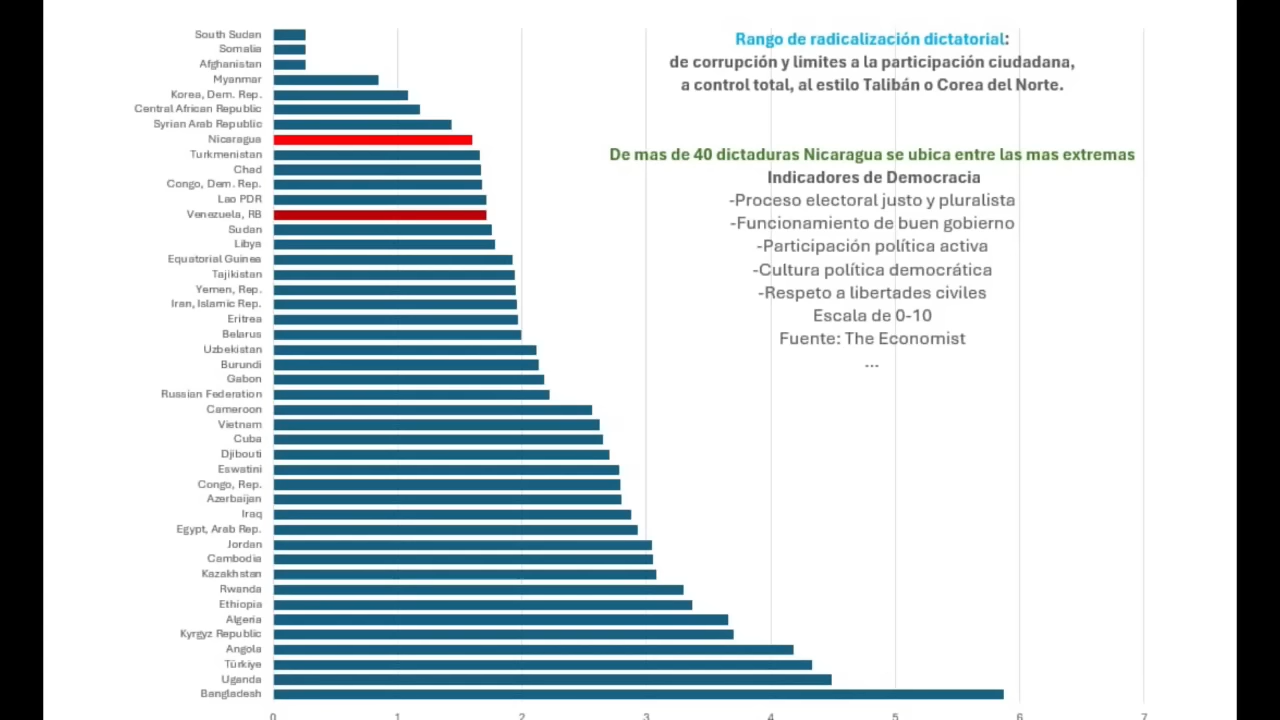 Rango de radicalización dictatorial:
de corrupción y limites a la participación ciudadana,
a control total, al estilo Talibán o Corea del Norte.
De mas de 40 dictaduras Nicaragua se ubica entre las mas extremas
Indicadores de Democracia
-Proceso electoral justo y pluralista
-Funcionamiento de buen gobierno
-Participación política activa
-Cultura política democrática
-Respeto a libertades civiles
Escala de 0-10
Fuente: The Economist
...
South Sudan
Somalia
Afghanistan
Myanmar
Korea, Dem. Rep.
Central African Republic
Syrian Arab Republic
Nicaragua
Turkmenistan
Chad
Congo, Dem. Rep.
Lao PDR
Venezuela, RB
Sudan
Libya
Equatorial Guinea
Tajikistan
Yemen, Rep.
Iran, Islamic Rep.
Eritrea
Belarus
Uzbekistan
Burundi
Gabon
Russian Federation
Cameroon
Vietnam
Cuba
Djibouti
Eswatini
Congo, Rep.
Azerbaijan
Iraq
Egypt, Arab Rep.
Jordan
Cambodia
Kazakhstan
Rwanda
Ethiopia
Algeria
Kyrgyz Republic
Angola
Türkiye
Uganda
Bangladesh
0 1 2 3 4 5 6 7